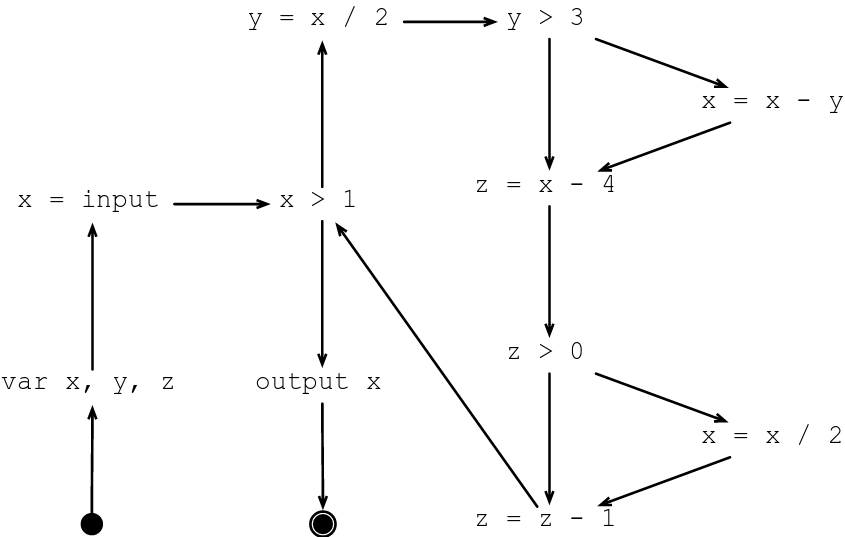 y = x / 2
y > 3
x = x - y
z = x - 4
x = input
x > 1
z > 0
var x, y, z
output x
x = x / 2
z = z - 1